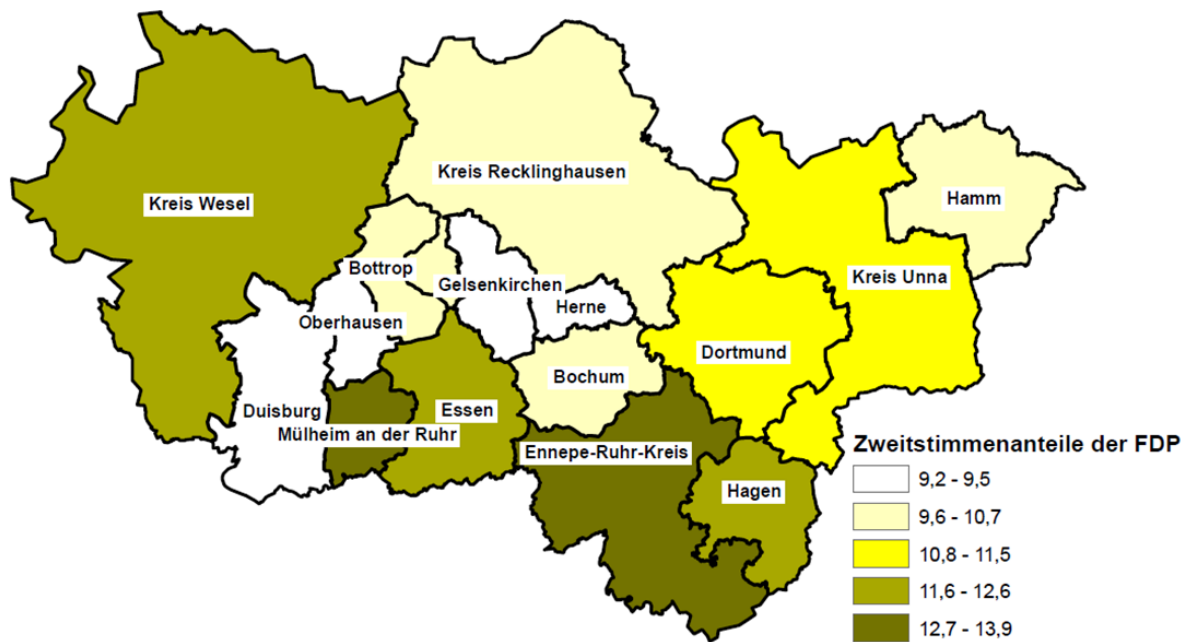 Kreis Recklinghausen
Hamm
Kreis Wesel
Bottrop
Gelsenkirchen
Kreis Unna
Herne
Oberhausen
Dortmund
Bochum
Duisburg
Essen
Mülheim an der Ruhr
Ennepe-Ruhr-Kreis
Hagen
Zweitstimmenanteile der FDP
9,2 - 9,5
9,6 - 10,7
10,8 - 11,5
11,6 - 12,6
12,7 - 13,9